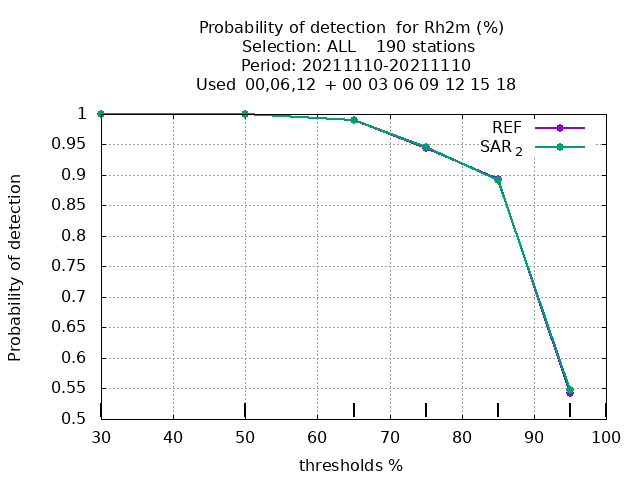 Probability of detection for Rh2m (%)
Selection: ALL 190 stations
Period: 20211110-20211110
Used 00,06,12 + 00 03 06 09 12 15 18
REF
SAR 2
Probability of detection
1
0.95
0.9
0.85
0.8
0.75
0.7
0.65
0.6
0.55
0.5
30 40 50 60 70 80 90 100
thresholds %